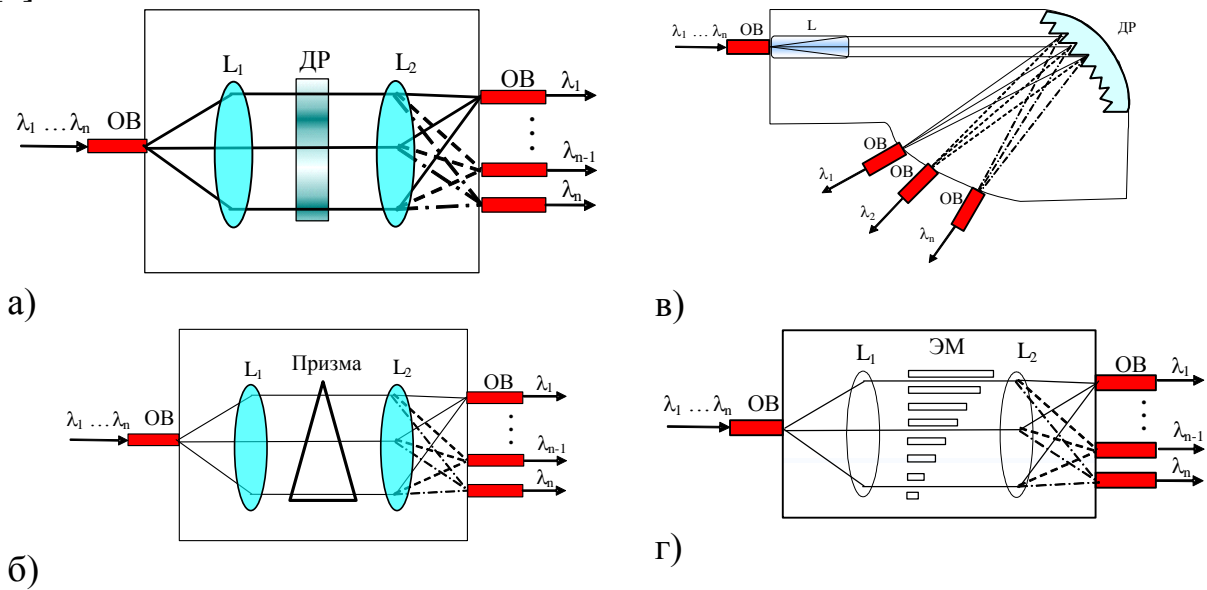 λ₁ … λₙ
ОВ
L₁
ДР
L₂
ОВ
λ₁
λₙ₋₁
λₙ
а)
λ₁ … λₙ
ОВ
L
ДР
ОВ
ОВ
ОВ
λ₁
λ₂
λₙ
в)
λ₁ … λₙ
ОВ
L₁
Призма
L₂
ОВ
λ₁
λₙ₋₁
λₙ
б)
λ₁ … λₙ
ОВ
L₁
ЭМ
L₂
ОВ
λ₁
λₙ₋₁
λₙ
г)